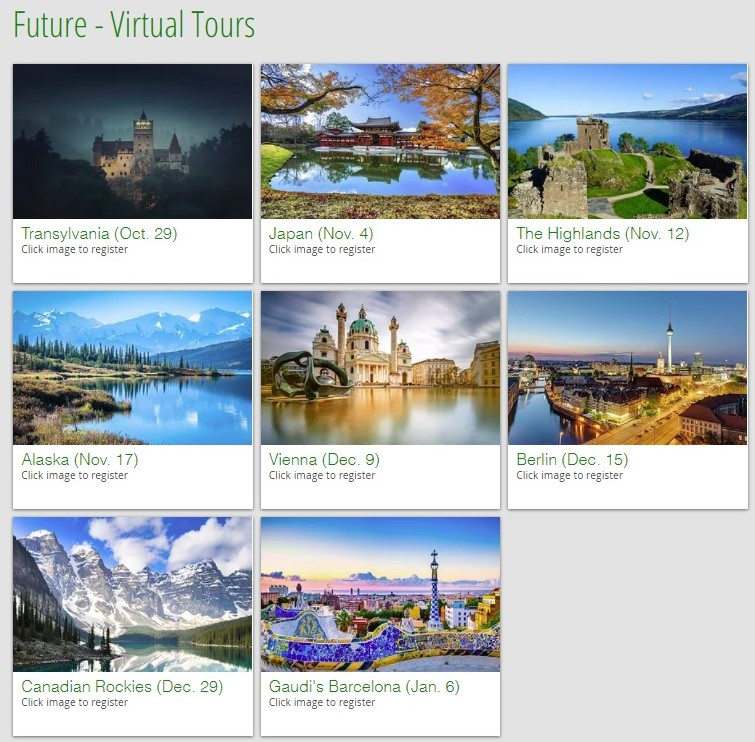 Future - Virtual Tours
Transylvania (Oct. 29)
Click image to register
Japan (Nov. 4)
Click image to register
The Highlands (Nov. 12)
Click image to register
Alaska (Nov. 17)
Click image to register
Vienna (Dec. 9)
Click image to register
Berlin (Dec. 15)
Click image to register
Canadian Rockies (Dec. 29)
Click image to register
Gaudi's Barcelona (Jan. 6)
Click image to register